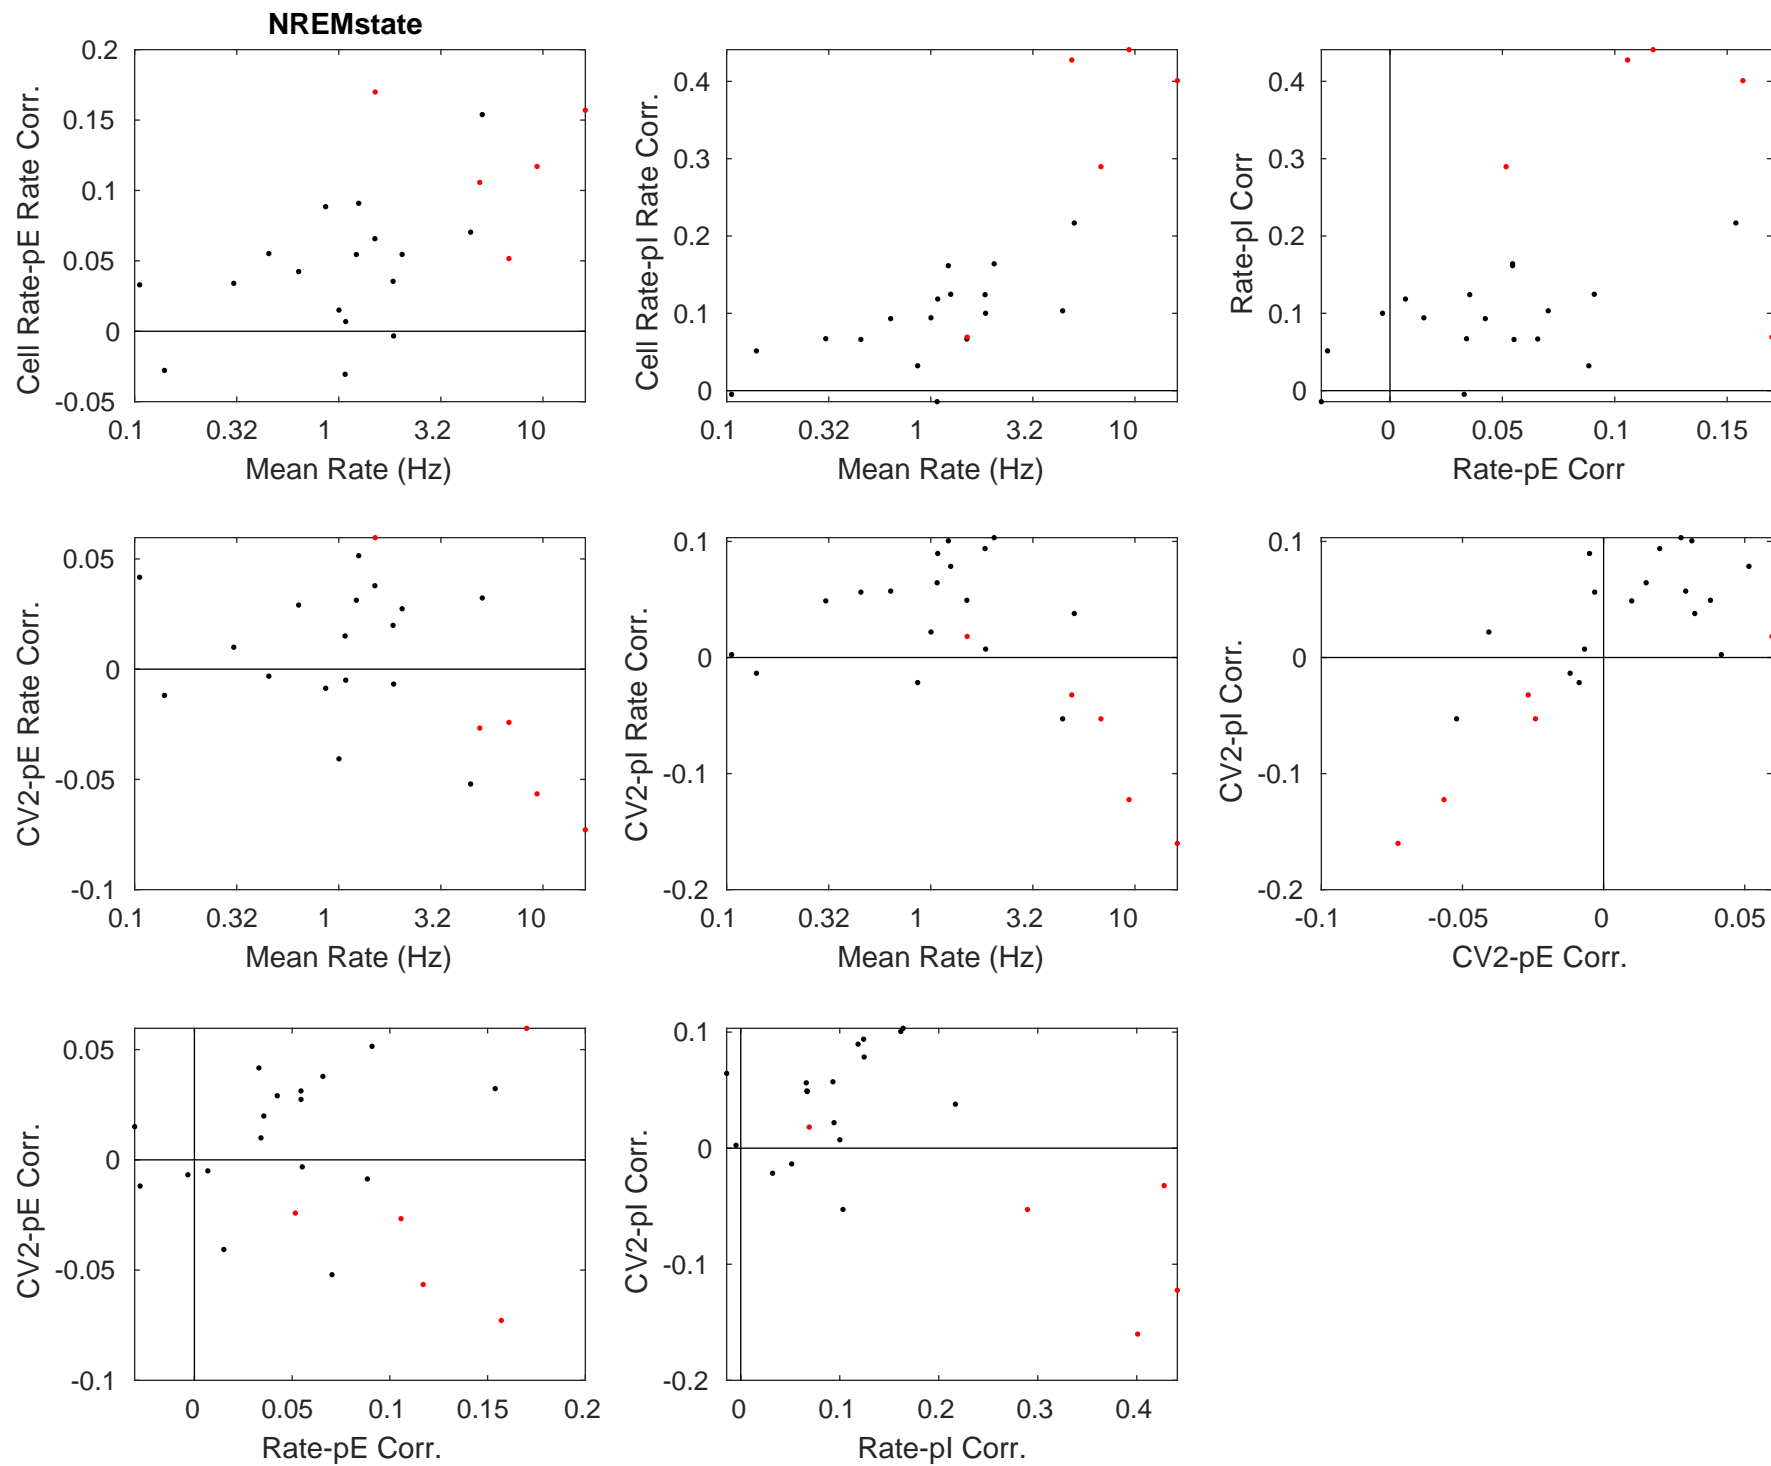 NREMstate
Cell Rate-pE Rate Corr.
0.2
0.15
0.1
0.05
0
-0.05
0.1 0.32 1 3.2 10
Mean Rate (Hz)
Cell Rate-pI Rate Corr.
0.4
0.3
0.2
0.1
0
0.1 0.32 1 3.2 10
Mean Rate (Hz)
Rate-pI Corr
0.4
0.3
0.2
0.1
0
0 0.05 0.1 0.15
Rate-pE Corr
CV2-pE Rate Corr.
0.05
0
-0.05
-0.1
0.1 0.32 1 3.2 10
Mean Rate (Hz)
CV2-pI Rate Corr.
0.1
0
-0.1
-0.2
0.1 0.32 1 3.2 10
Mean Rate (Hz)
CV2-pI Corr.
0.1
0
-0.1
-0.2
-0.1 -0.05 0 0.05
CV2-pE Corr.
CV2-pE Corr.
0.05
0
-0.05
-0.1
0 0.05 0.1 0.15 0.2
Rate-pE Corr.
CV2-pI Corr.
0.1
0
-0.1
-0.2
0 0.1 0.2 0.3 0.4
Rate-pI Corr.